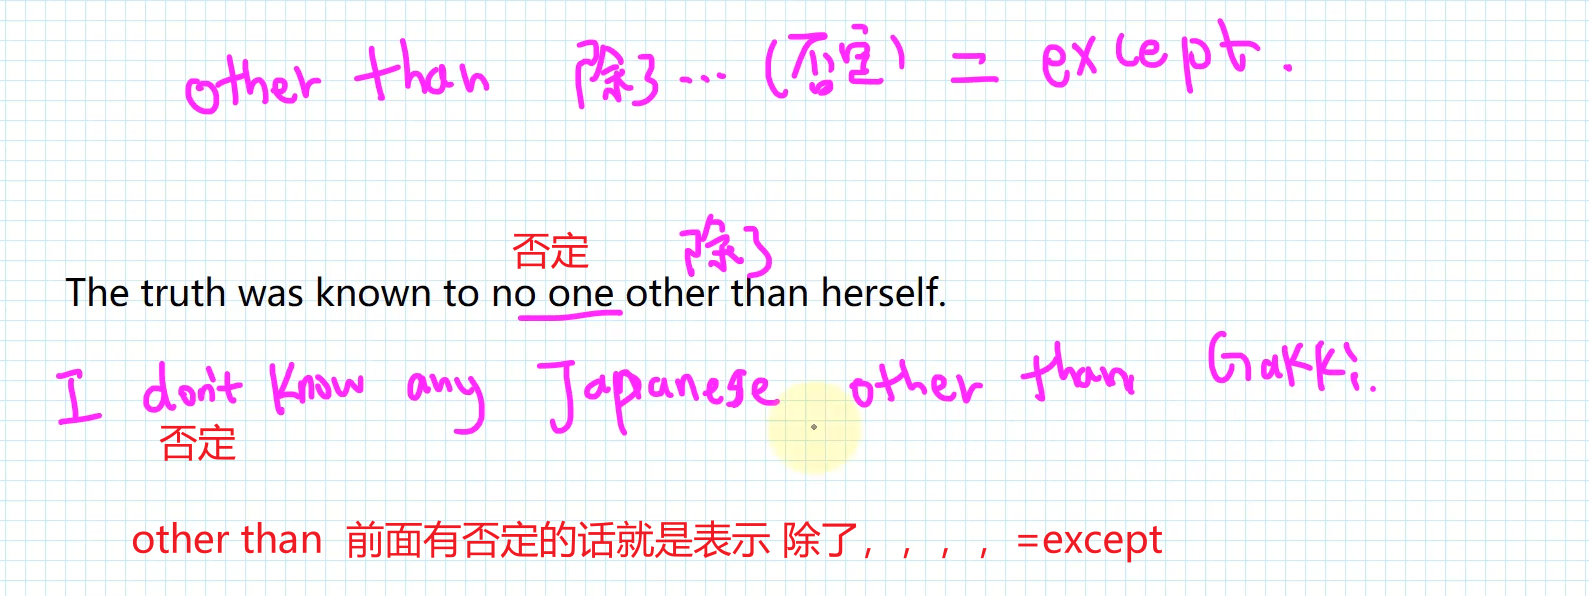 other than 除了... (否定) = except.
否定 除了
The truth was known to no one other than herself.
I don't know any Japanese other than Gakki.
否定
other than 前面有否定的话就是表示 除了，，，， =except